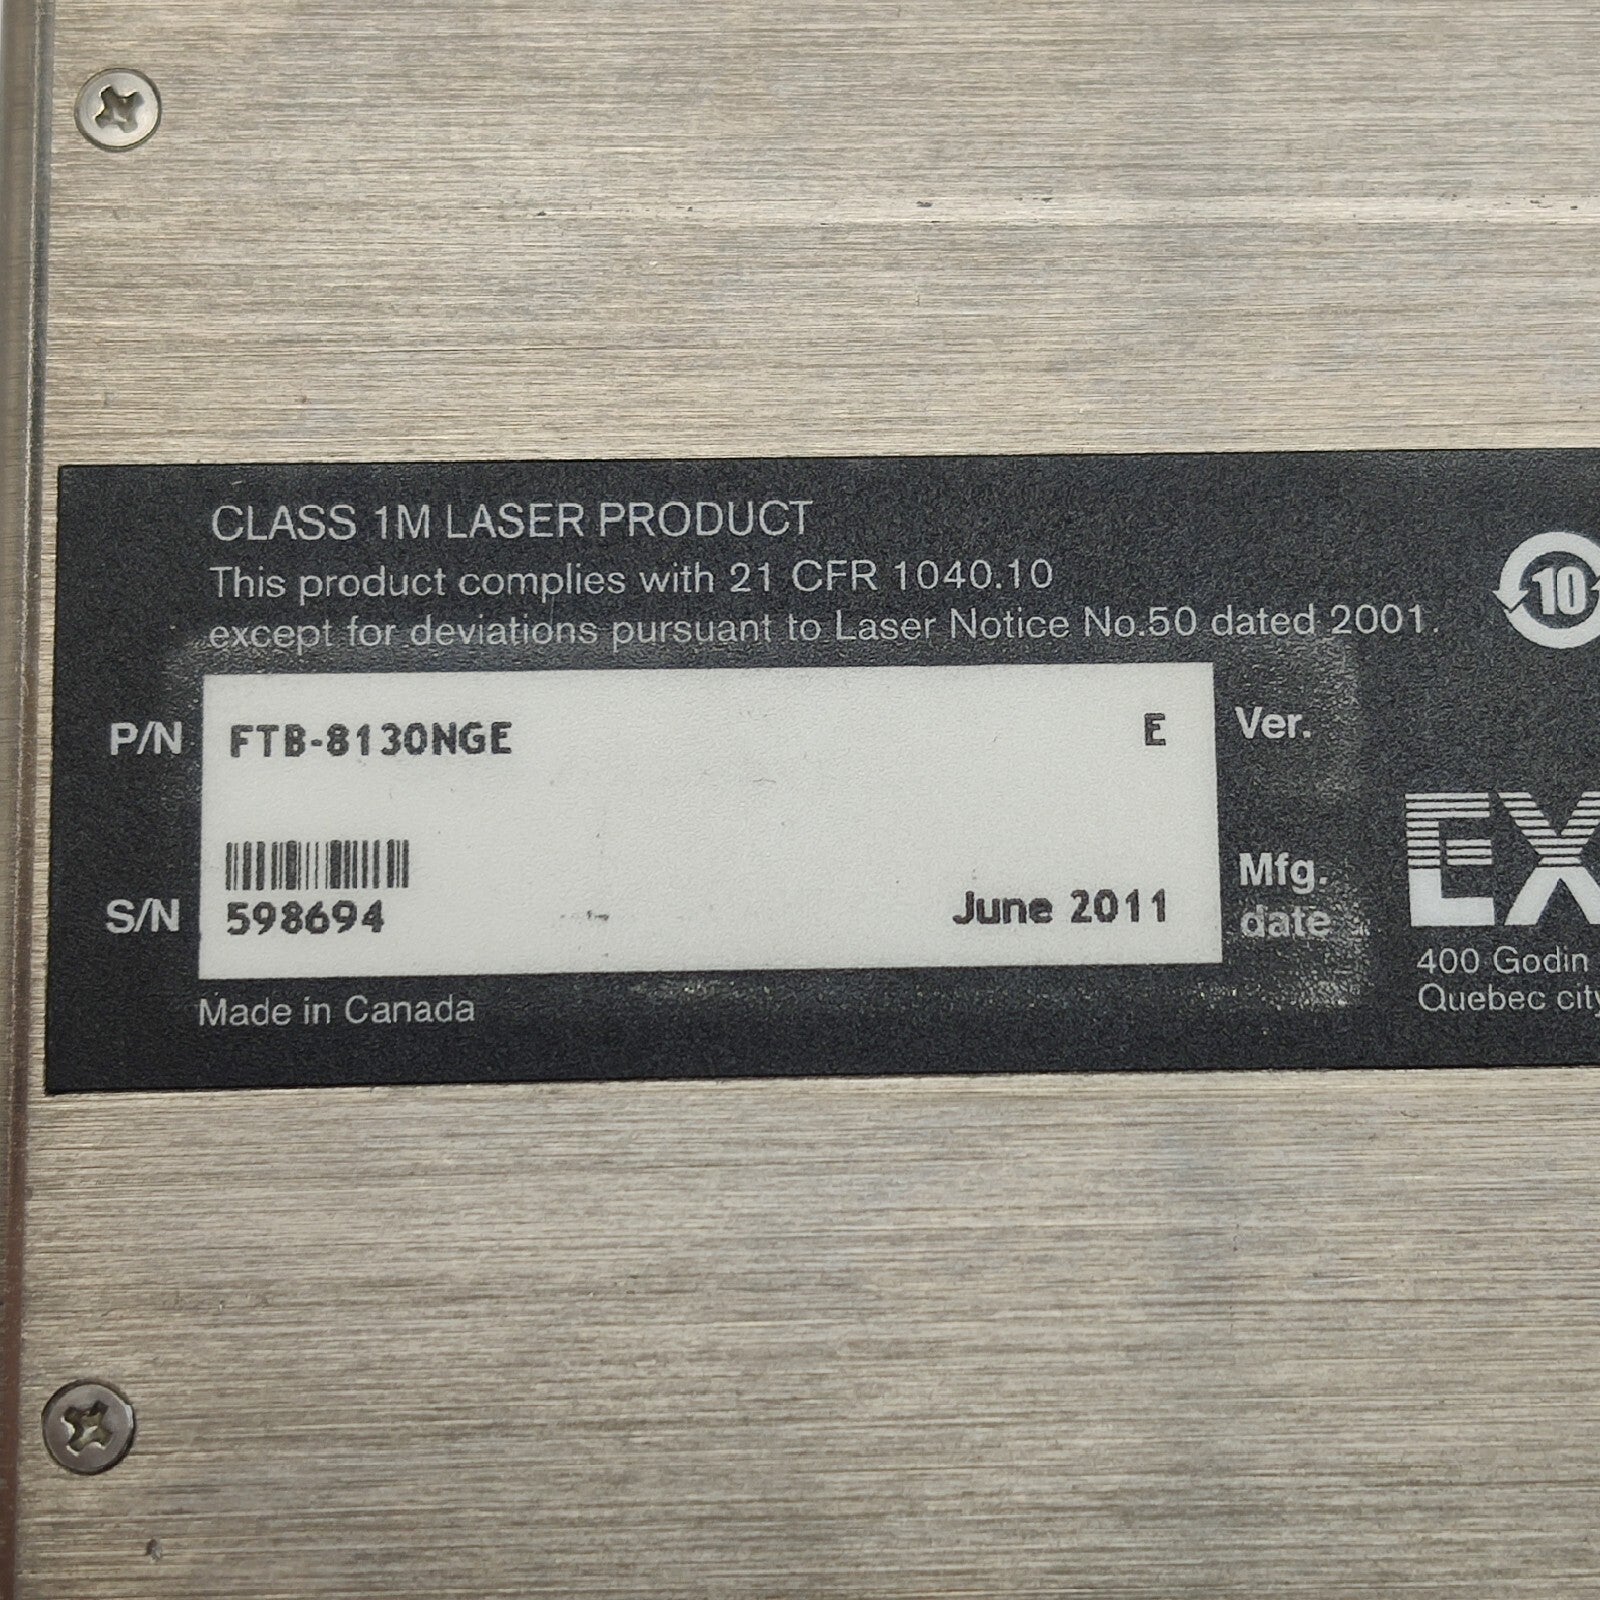 CLASS 1M LASER PRODUCT
This product complies with 21 CFR 1040.10
except for deviations pursuant to Laser Notice No.50 dated 2001.
10
P/N FTB-8130NGE E Ver.
S/N 598694 June 2011 Mfg. date
Made in Canada
EX
400 Godin
Quebec city